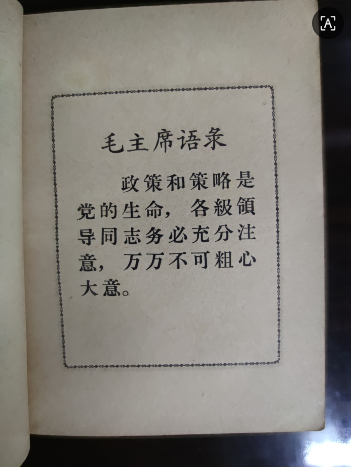 毛主席语录
政策和策略是
党的生命，各級領
导同志务必充分注
意，万万不可粗心
大意。